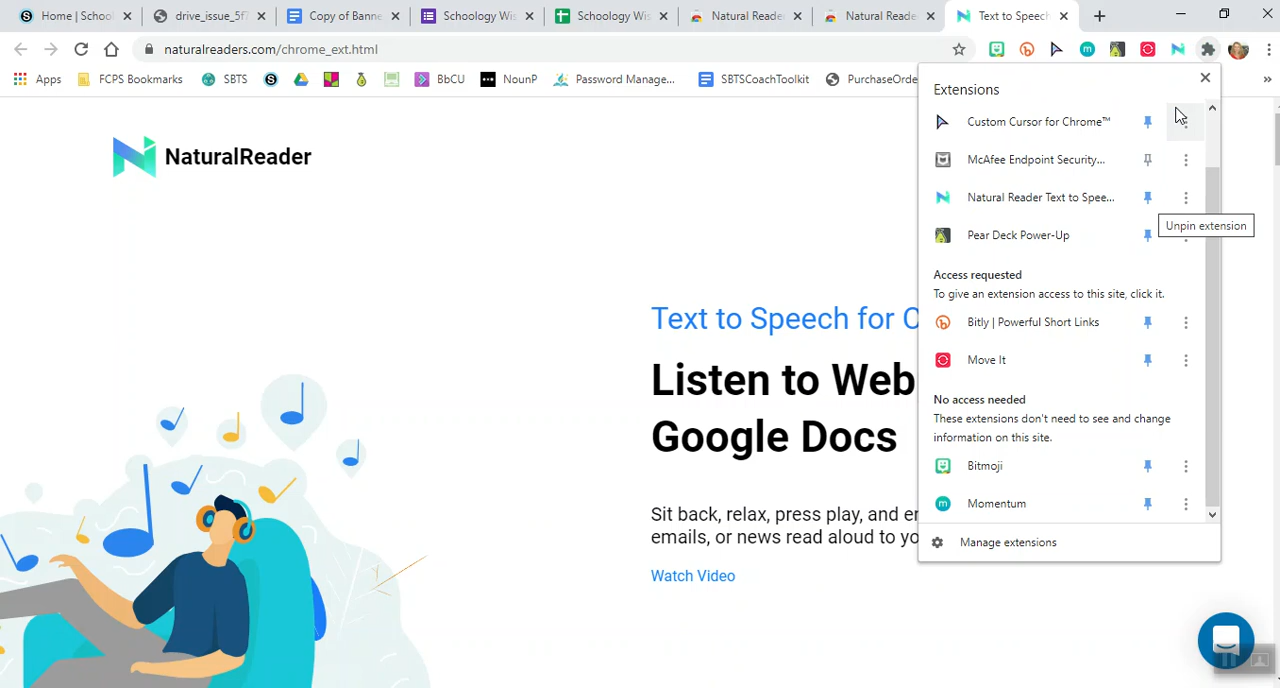 Home | School
drive_issue_5f7
Copy of Banne
Schoology Wis
Schoology Wis
Natural Reade
Natural Reade
Text to Speech
naturalreaders.com/chrome_ext.html
Apps
FCPS Bookmarks
SBTS
BbCU
NounP
Password Manage...
SBTSCoachToolkit
PurchaseOrde
Extensions
Custom Cursor for Chrome™
McAfee Endpoint Security...
Natural Reader Text to Spee...
Unpin extension
Pear Deck Power-Up
Access requested
To give an extension access to this site, click it.
Bitly | Powerful Short Links
Move It
No access needed
These extensions don't need to see and change
information on this site.
Bitmoji
Momentum
Manage extensions
NaturalReader
Text to Speech for C
Listen to Web
Google Docs
Sit back, relax, press play, and en
emails, or news read aloud to yo
Watch Video